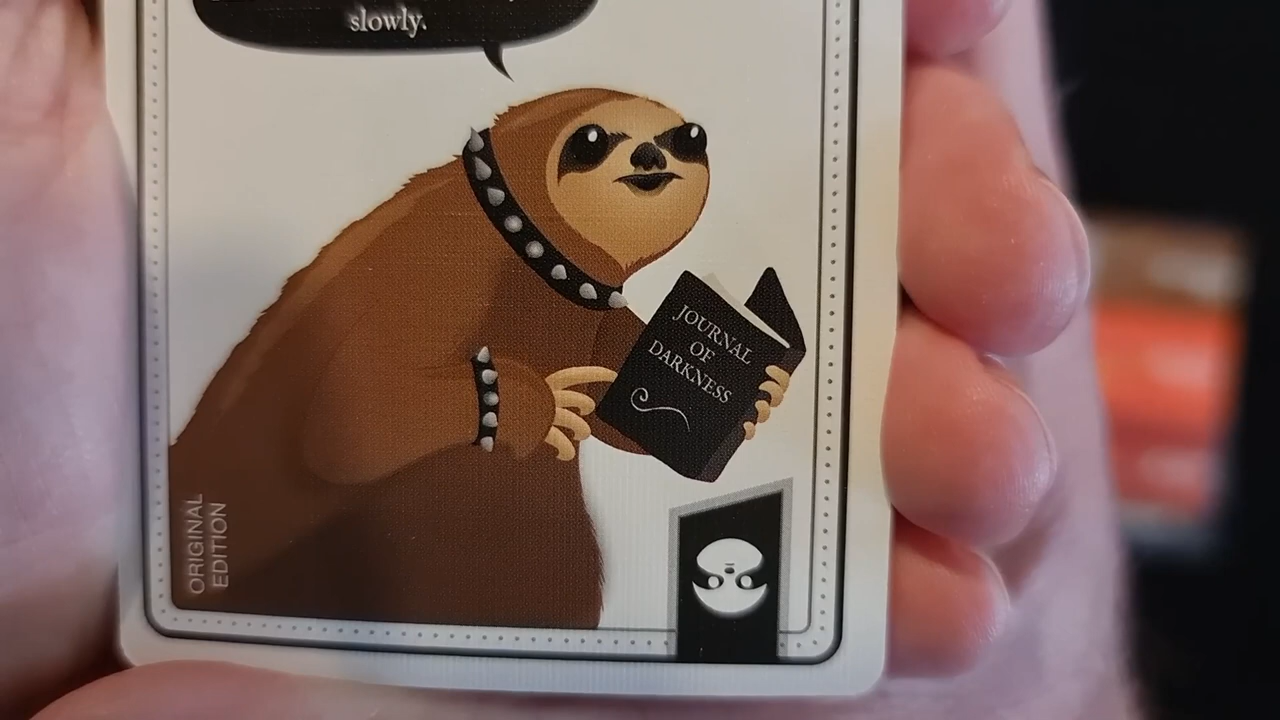 slowly.
JOURNAL
OF
DARKNESS
ORIGINAL
EDITION